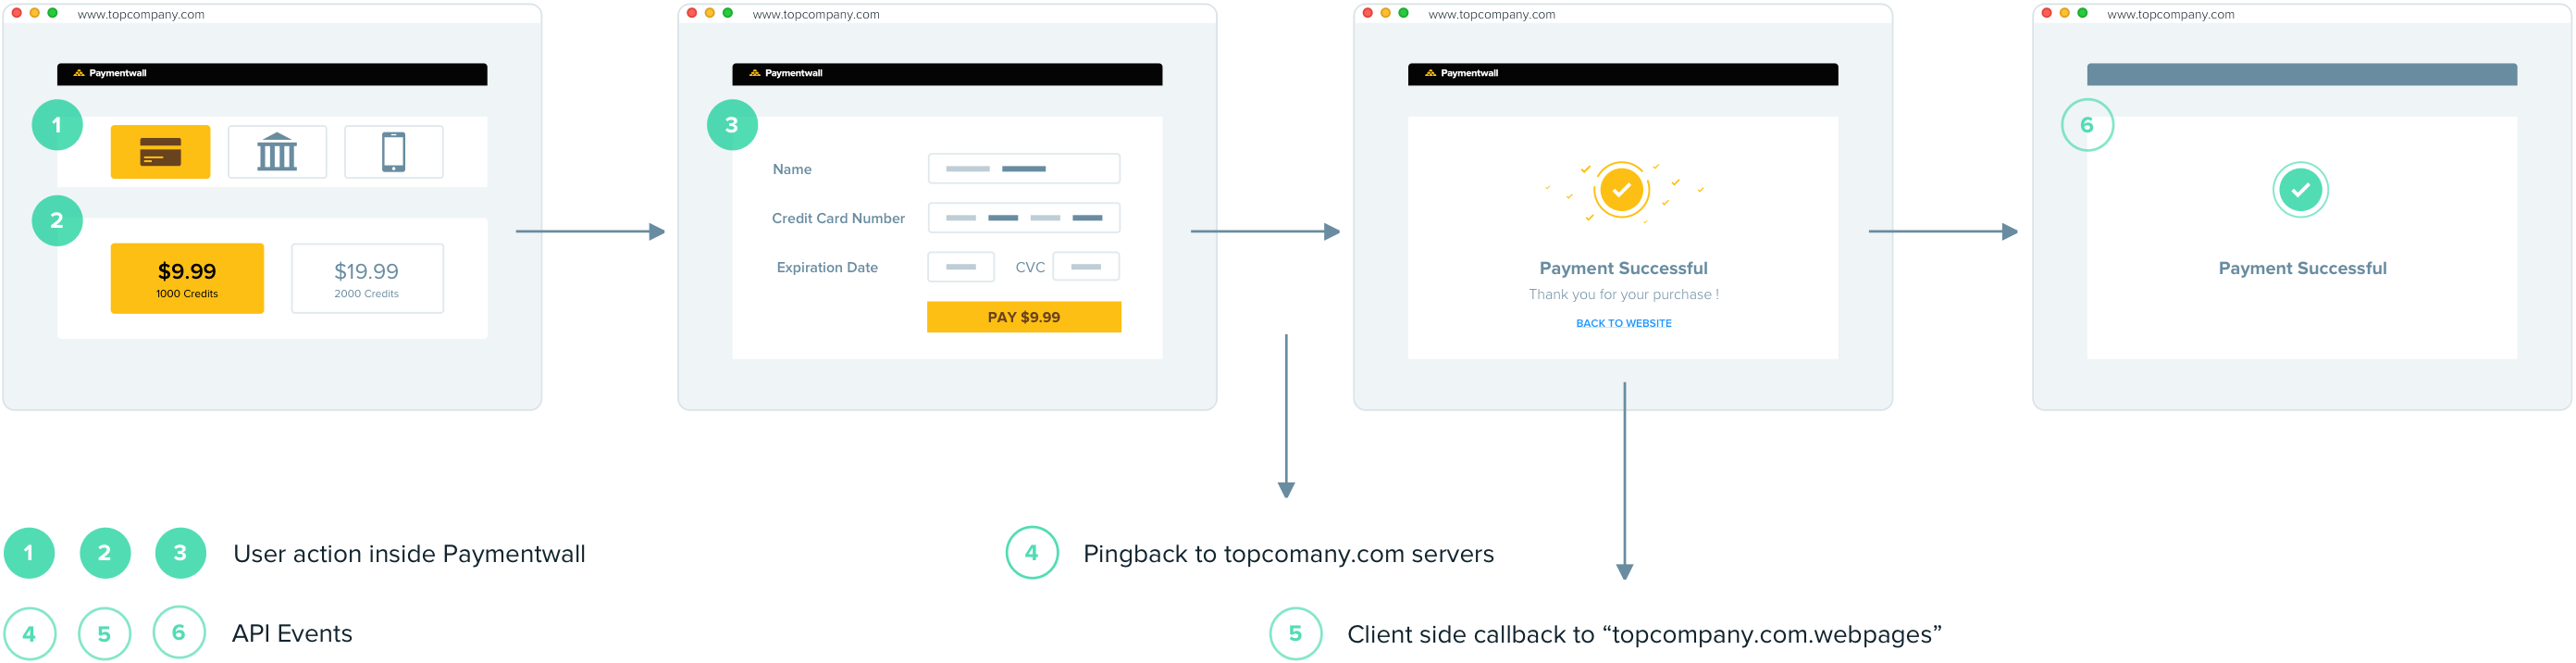 www.topcompany.com
Paymentwall
1
2
$9.99
1000 Credits
$19.99
2000 Credits
www.topcompany.com
Paymentwall
3
Name
Credit Card Number
Expiration Date
CVC
PAY $9.99
www.topcompany.com
Paymentwall
Payment Successful
Thank you for your purchase !
BACK TO WEBSITE
www.topcompany.com
6
Payment Successful
1 2 3 User action inside Paymentwall
4 Pingback to topcomany.com servers
4 5 6 API Events
5 Client side callback to “topcompany.com.webpages”